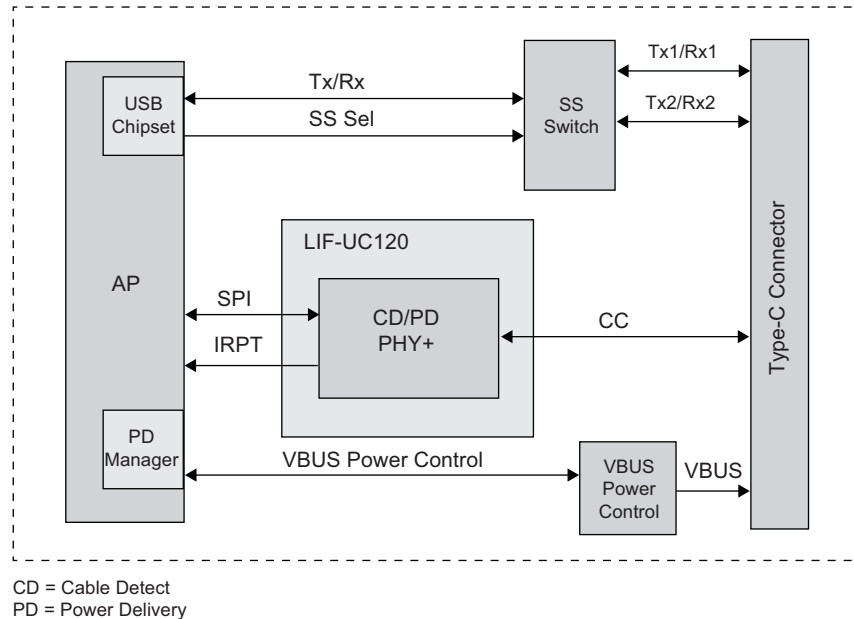 Tx1/Rx1
USB
Chipset
Tx/Rx
SS
Switch
Tx2/Rx2
SS Sel
LIF-UC120
AP
SPI
CD/PD
PHY+
CC
Type-C Connector
IRPT
PD
Manager
VBUS Power Control
VBUS
Power
Control
VBUS
CD = Cable Detect
PD = Power Delivery